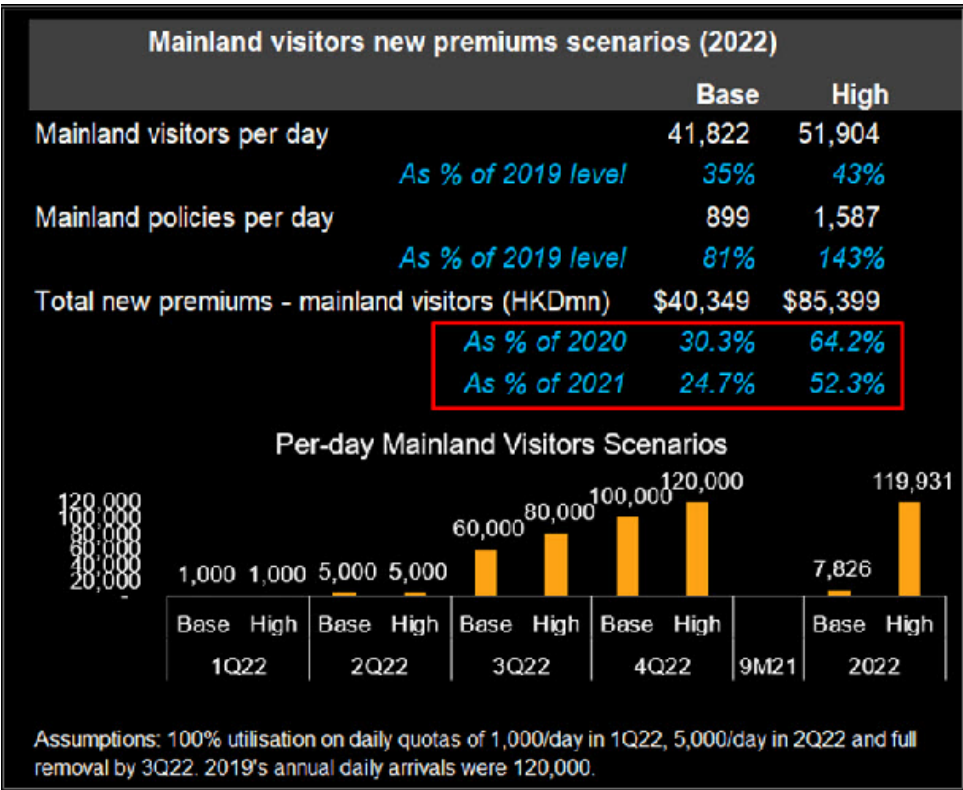 Mainland visitors new premiums scenarios (2022)
Base High
Mainland visitors per day 41,822 51,904
As % of 2019 level 35% 43%
Mainland policies per day 899 1,587
As % of 2019 level 81% 143%
Total new premiums - mainland visitors (HKDmn) $40,349 $85,399
As % of 2020 30.3% 64.2%
As % of 2021 24.7% 52.3%
Per-day Mainland Visitors Scenarios
120,000
100,000
80,000
60,000
40,000
20,000
-
1,000 1,000 5,000 5,000 60,000 80,000 100,000 120,000 7,826 119,931
Base High Base High Base High Base High Base High
1Q22 2Q22 3Q22 4Q22 9M21 2022
Assumptions: 100% utilisation on daily quotas of 1,000/day in 1Q22, 5,000/day in 2Q22 and full
removal by 3Q22. 2019's annual daily arrivals were 120,000.